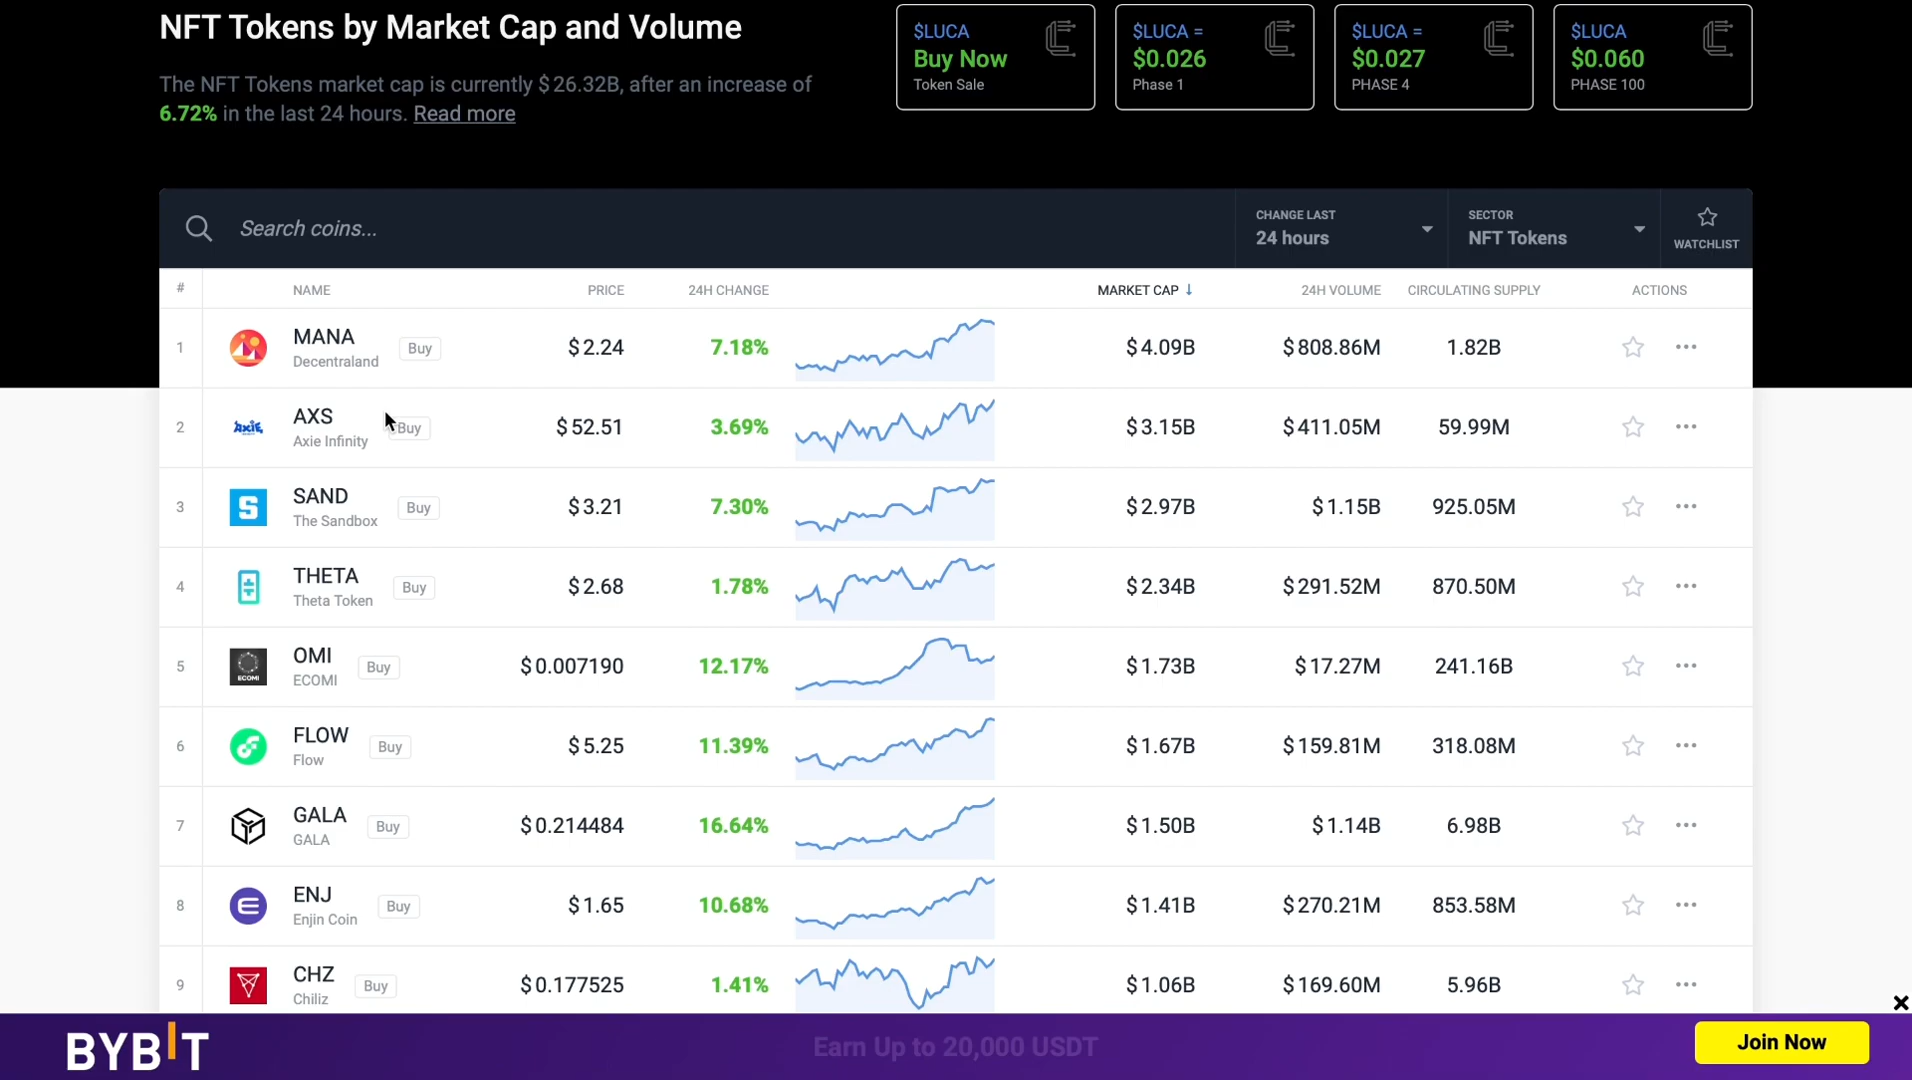 NFT Tokens by Market Cap and Volume
The NFT Tokens market cap is currently $26.32B, after an increase of
6.72% in the last 24 hours. Read more
$LUCA
Buy Now
Token Sale
$LUCA =
$0.026
Phase 1
$LUCA =
$0.027
PHASE 4
$LUCA
$0.060
PHASE 100
Search coins...
CHANGE LAST
24 hours
SECTOR
NFT Tokens
WATCHLIST
# NAME PRICE 24H CHANGE MARKET CAP ↓ 24H VOLUME CIRCULATING SUPPLY ACTIONS
1 MANA Buy $2.24 7.18% $4.09B $808.86M 1.82B
Decentraland
2 AXIE AXS Buy $52.51 3.69% $3.15B $411.05M 59.99M
Axie Infinity
3 S SAND Buy $3.21 7.30% $2.97B $1.15B 925.05M
The Sandbox
4 THETA Buy $2.68 1.78% $2.34B $291.52M 870.50M
Theta Token
5 ECOMI OMI Buy $0.007190 12.17% $1.73B $17.27M 241.16B
ECOMI
6 FLOW Buy $5.25 11.39% $1.67B $159.81M 318.08M
Flow
7 GALA Buy $0.214484 16.64% $1.50B $1.14B 6.98B
GALA
8 ENJ Buy $1.65 10.68% $1.41B $270.21M 853.58M
Enjin Coin
9 CHZ Buy $0.177525 1.41% $1.06B $169.60M 5.96B
Chiliz
BYBIT
Earn Up to 20,000 USDT
Join Now